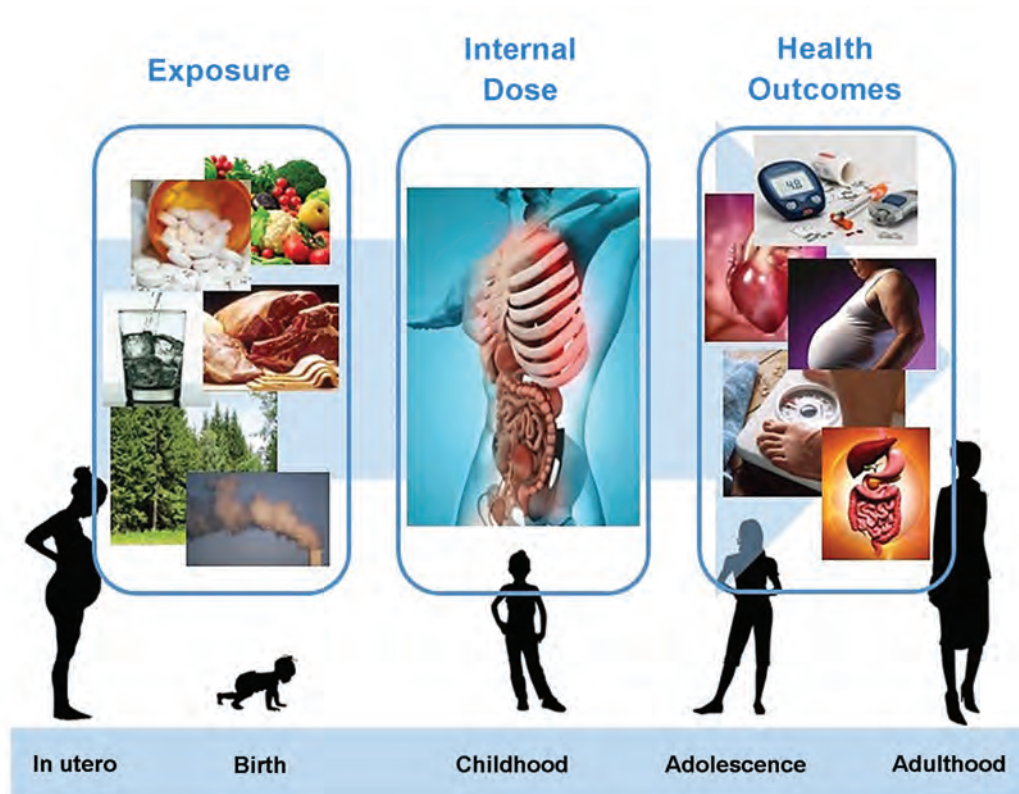 Exposure
Internal
Dose
Health
Outcomes
4.8
In utero
Birth
Childhood
Adolescence
Adulthood